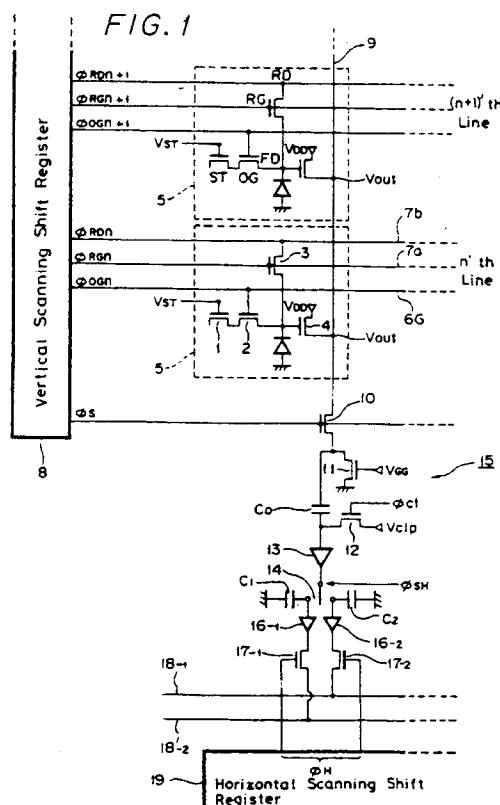 FIG. 1
9
ΦRDn+1
RD
ΦRGn+1
RG
(n+1)'th Line
ΦOGn+1
VST
VDD
FD
ST
OG
Vout
5
7b
ΦRDn
7a
ΦRGn
3
n'th Line
ΦOGn
VST
VDD
4
6G
1
2
Vout
5
Vertical Scanning Shift Register
10
ΦS
8
11
VGG
15
Co
Φcl
Vclp
12
13
ΦSH
14
C1
C2
16-1
16-2
17-1
17-2
18-1
18-2
ΦH
19
Horizontal Scanning Shift
Register